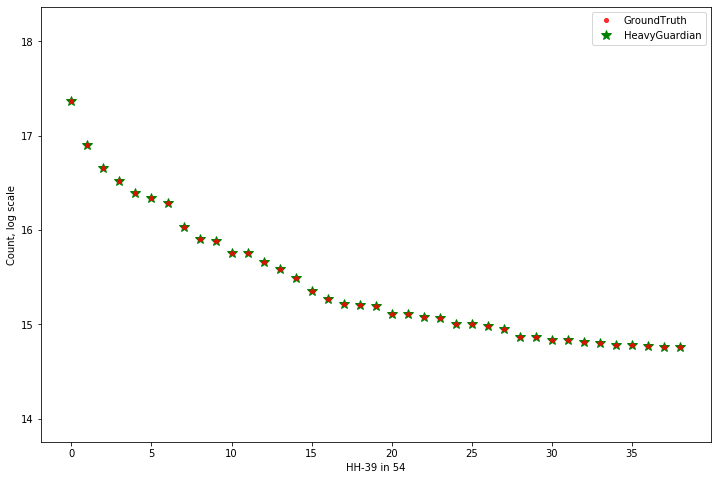 GroundTruth
HeavyGuardian
18
17
16
15
14
Count, log scale
0 5 10 15 20 25 30 35
HH-39 in 54